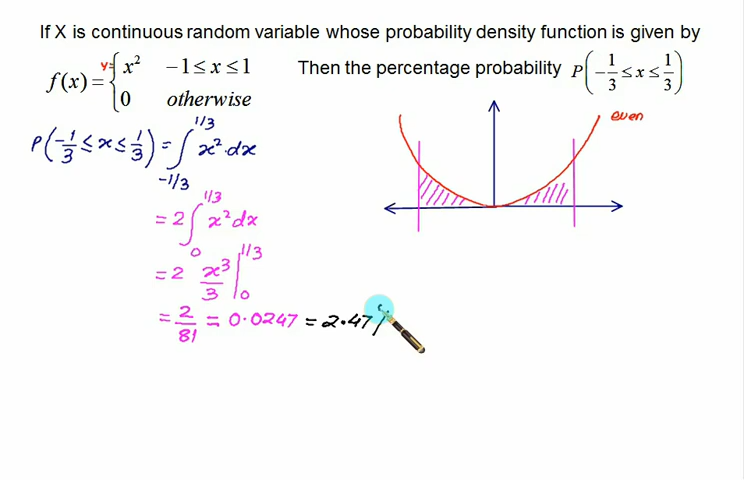 If X is continuous random variable whose probability density function is given by
f(x) = { y= x² −1 ≤ x ≤ 1
0 otherwise
Then the percentage probability P(−1/3 ≤ x ≤ 1/3)
even
P(−1/3 ≤ x ≤ 1/3) = ∫_{−1/3}^{1/3} x²·dx
= 2 ∫_0^{1/3} x² dx
= 2 x³/3 |_0^{1/3}
= 2/81 = 0.0247 = 2.47